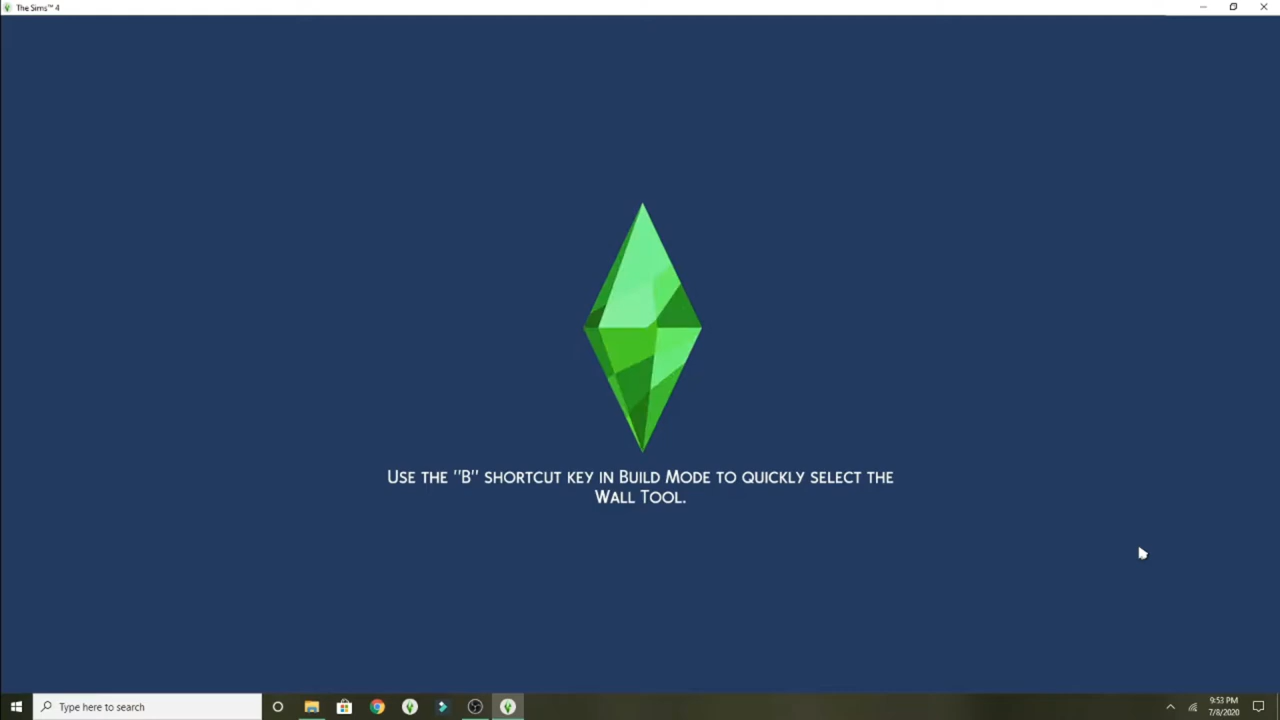 The Sims™ 4
USE THE "B" SHORTCUT KEY IN BUILD MODE TO QUICKLY SELECT THE
WALL TOOL.
Type here to search
9:53 PM
7/8/2020